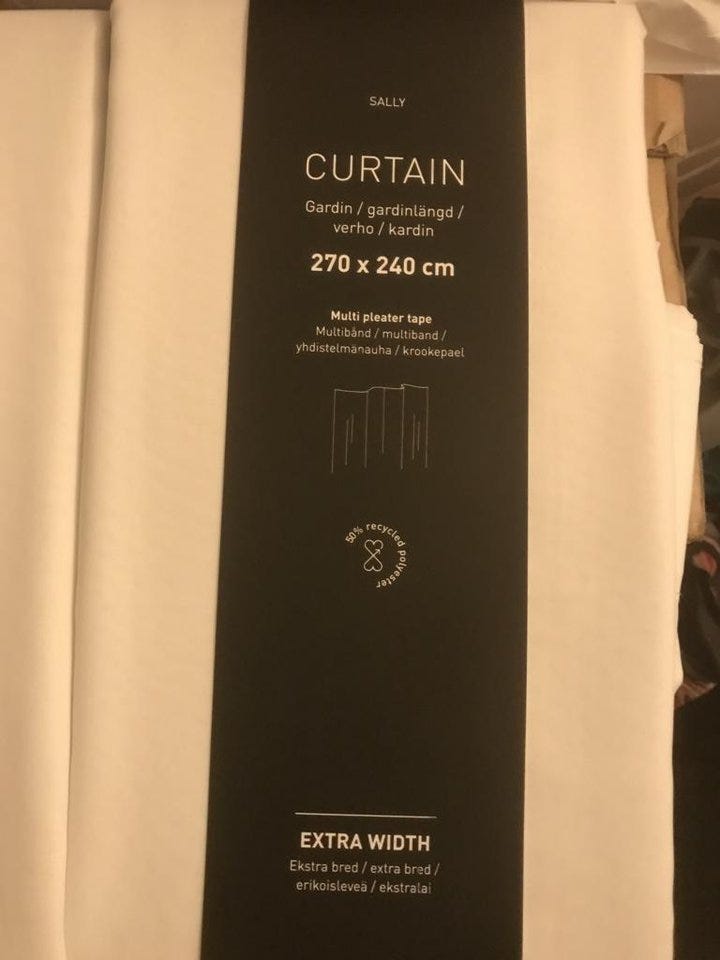 SALLY
CURTAIN
Gardin / gardinlängd /
verho / kardin
270 x 240 cm
Multi pleater tape
Multibånd / multiband /
yhdistelmänauha / krookepael
50% recycled polyester
EXTRA WIDTH
Ekstra bred / extra bred /
erikoisleveä / ekstralai